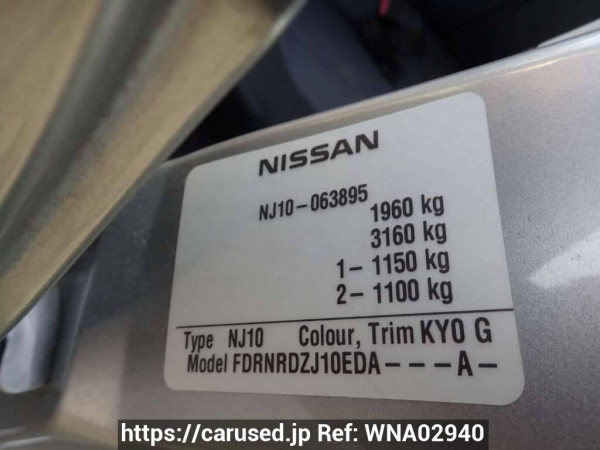 NISSAN
NJ10-063895
1960 kg
3160 kg
1- 1150 kg
2- 1100 kg
Type NJ10 Colour, Trim KY0 G
Model FDRNRDZJ10EDA- - - -A-
https://carused.jp Ref: WNA02940